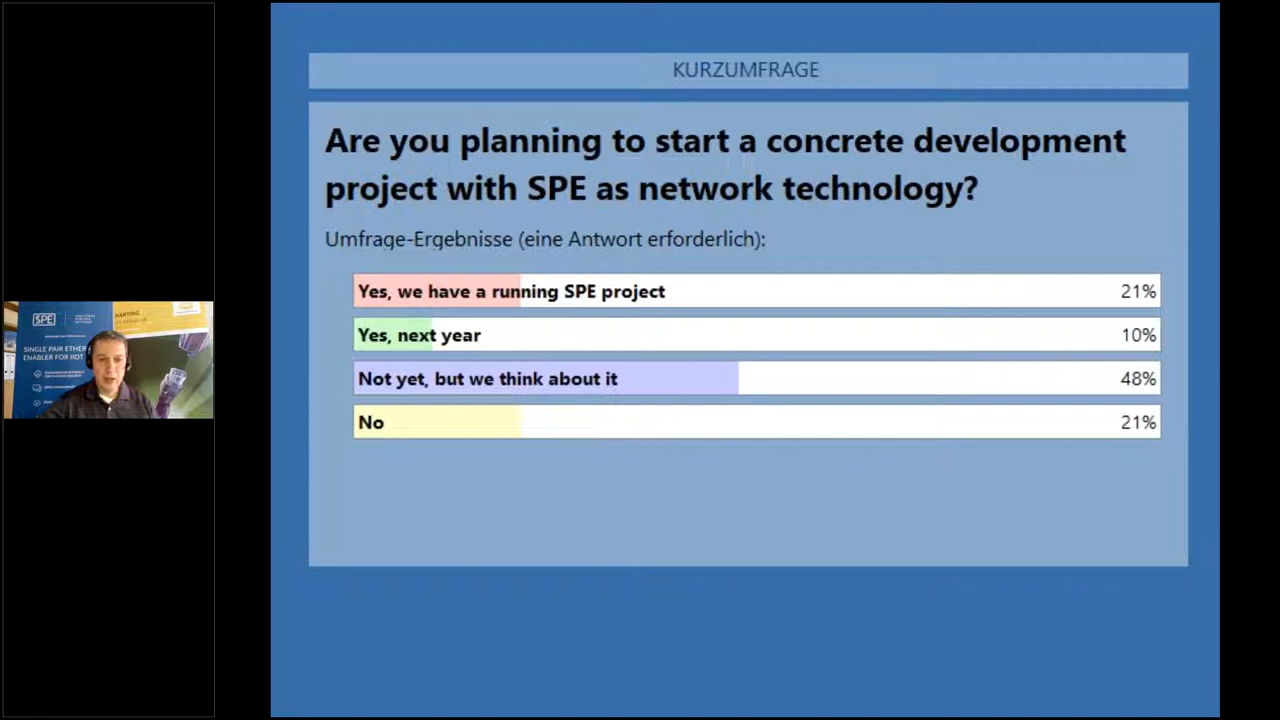 KURZUMFRAGE
Are you planning to start a concrete development
project with SPE as network technology?
Umfrage-Ergebnisse (eine Antwort erforderlich):
Yes, we have a running SPE project 21%
Yes, next year 10%
Not yet, but we think about it 48%
No 21%
SPE
HARTING
SINGLE PAIR ETHER
ENABLER FOR IIOT